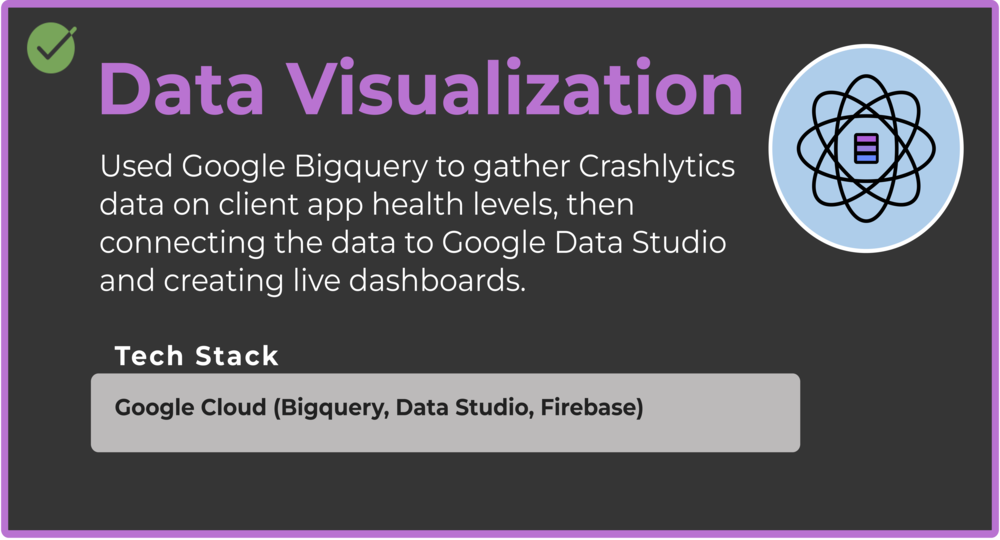 Data Visualization
Used Google Bigquery to gather Crashlytics
data on client app health levels, then
connecting the data to Google Data Studio
and creating live dashboards.
Tech Stack
Google Cloud (Bigquery, Data Studio, Firebase)